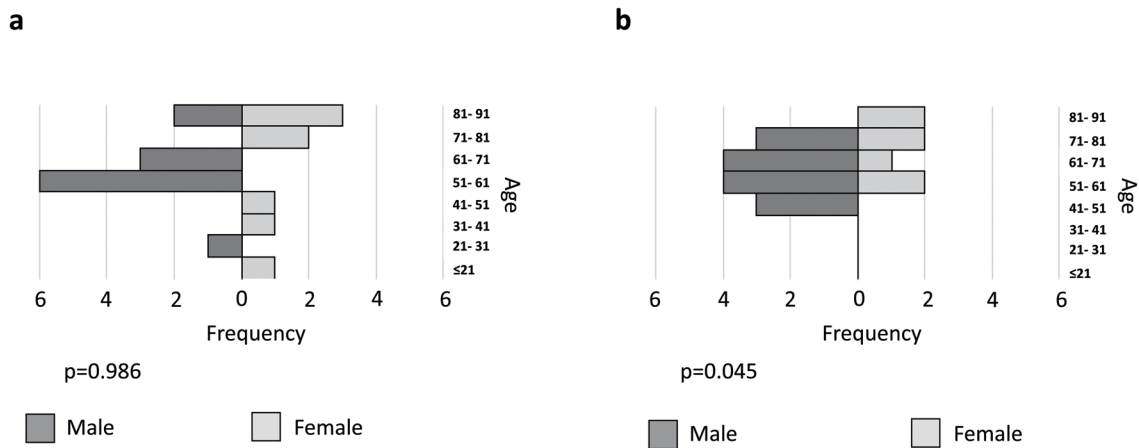 a
81- 91
71- 81
61- 71
51- 61
41- 51
31- 41
21- 31
≤21
Age
6 4 2 0 2 4 6
Frequency
p=0.986
Male Female
b
81- 91
71- 81
61- 71
51- 61
41- 51
31- 41
21- 31
≤21
Age
6 4 2 0 2 4 6
Frequency
p=0.045
Male Female